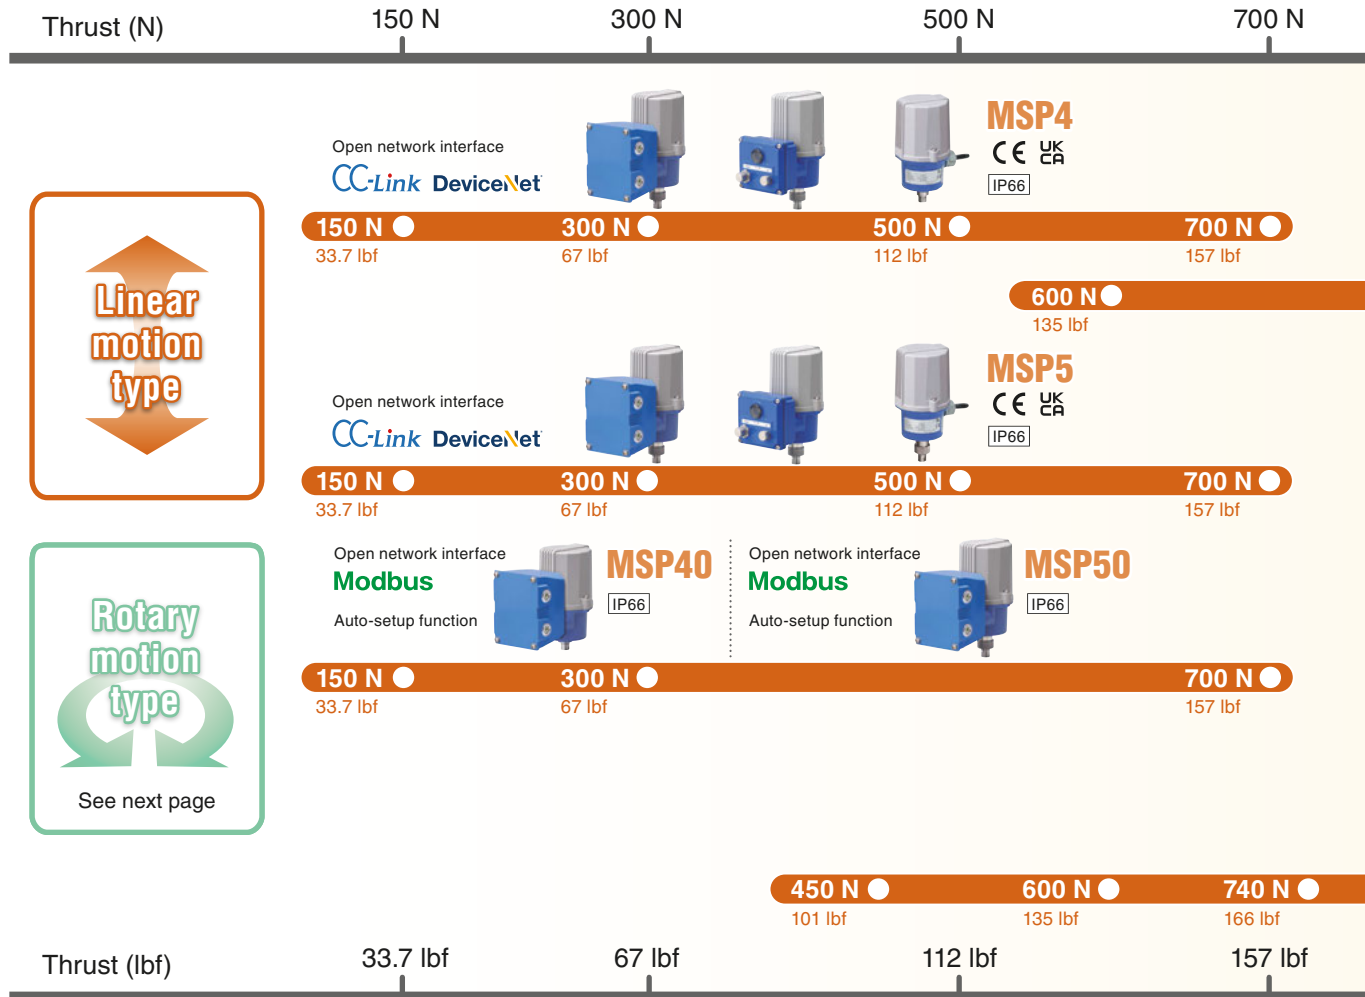 Thrust (N)
150 N
300 N
500 N
700 N
Open network interface
CC-Link DeviceNet
MSP4
CE UK CA
IP66
150 N
300 N
500 N
700 N
33.7 lbf
67 lbf
112 lbf
157 lbf
Linear
motion
type
600 N
135 lbf
Open network interface
CC-Link DeviceNet
MSP5
CE UK CA
IP66
150 N
300 N
500 N
700 N
33.7 lbf
67 lbf
112 lbf
157 lbf
Rotary
motion
type
See next page
Open network interface
Modbus
Auto-setup function
MSP40
IP66
Open network interface
Modbus
Auto-setup function
MSP50
IP66
150 N
300 N
700 N
33.7 lbf
67 lbf
157 lbf
450 N
600 N
740 N
101 lbf
135 lbf
166 lbf
Thrust (lbf)
33.7 lbf
67 lbf
112 lbf
157 lbf